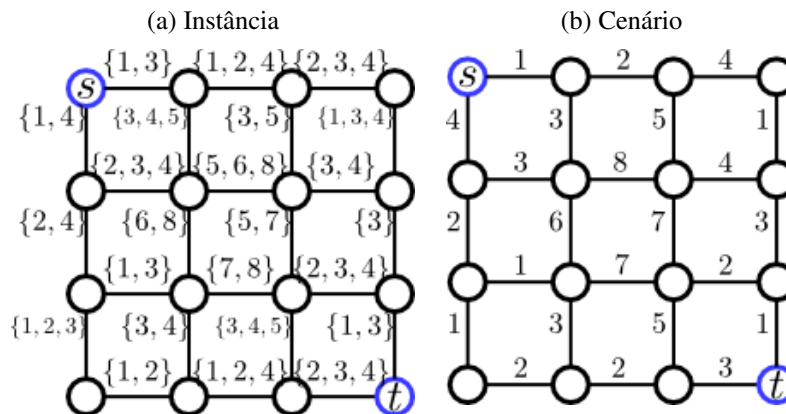 (a) Instância (b) Cenário
{1, 3} {1, 2, 4} {2, 3, 4} 1 2 4
s s
{1, 4} {3, 4, 5} {3, 5} {1, 3, 4} 4 3 5 1
{2, 3, 4} {5, 6, 8} {3, 4} 3 8 4
{2, 4} {6, 8} {5, 7} {3} 2 6 7 3
{1, 3} {7, 8} {2, 3, 4} 1 7 2
{1, 2, 3} {3, 4} {3, 4, 5} {1, 3} 1 3 5 1
{1, 2} {1, 2, 4} {2, 3, 4} 2 2 3
t t